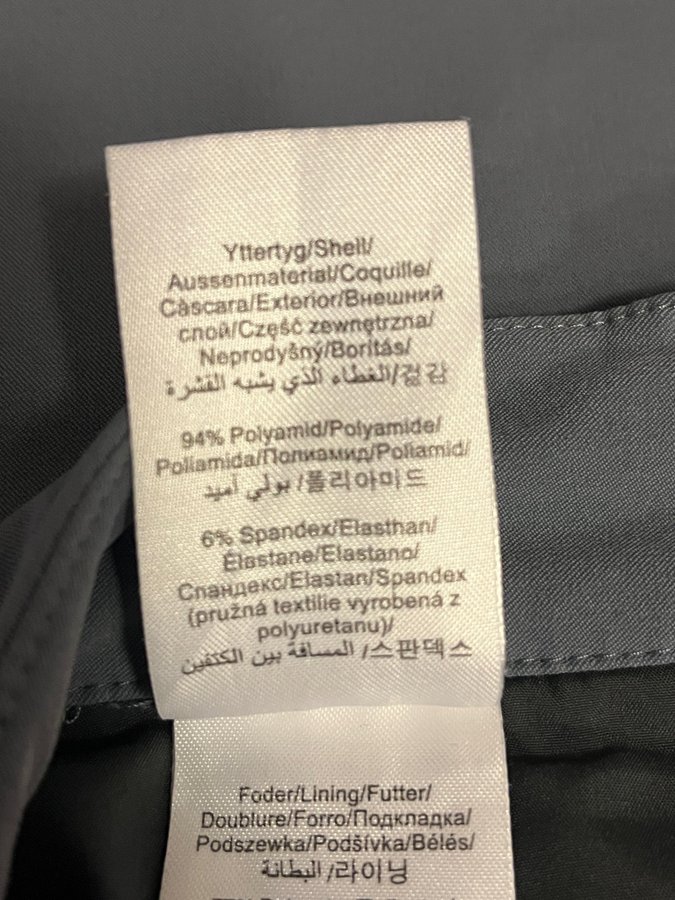 Yttertyg/Shell/
Aussenmaterial/Coquille/
Càscara/Exterior/Внешний
слой/Część zewnętrzna/
Neprodyšný/Borítás/
الغطاء الذي يشبه القشرة/겉감
94% Polyamid/Polyamide/
Poliamida/Полиамид/Poliamid/
بولي أميد /폴리아미드
6% Spandex/Elasthan/
Élastane/Elastano/
Спандекс/Elastan/Spandex
(pružná textilie vyrobená z
polyuretanu)/
المسافة بين الكتفين /스판덱스
Foder/Lining/Futter/
Doublure/Forro/Подкладка/
Podszewka/Podšívka/Bélés/
البطانة /라이닝